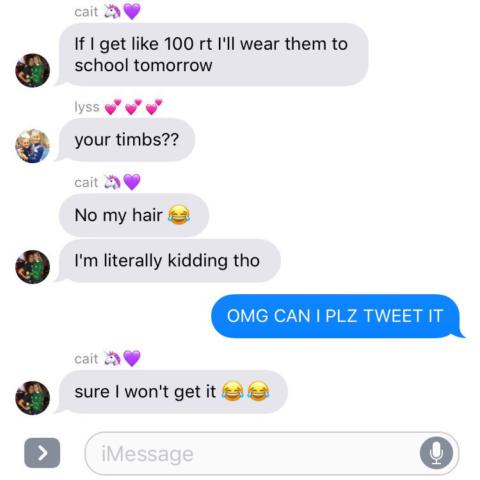 cait 🦄💜
If I get like 100 rt I'll wear them to
school tomorrow
lyss 💕💕💕
your timbs??
cait 🦄💜
No my hair 😂
I'm literally kidding tho
OMG CAN I PLZ TWEET IT
cait 🦄💜
sure I won't get it 😂😂
iMessage